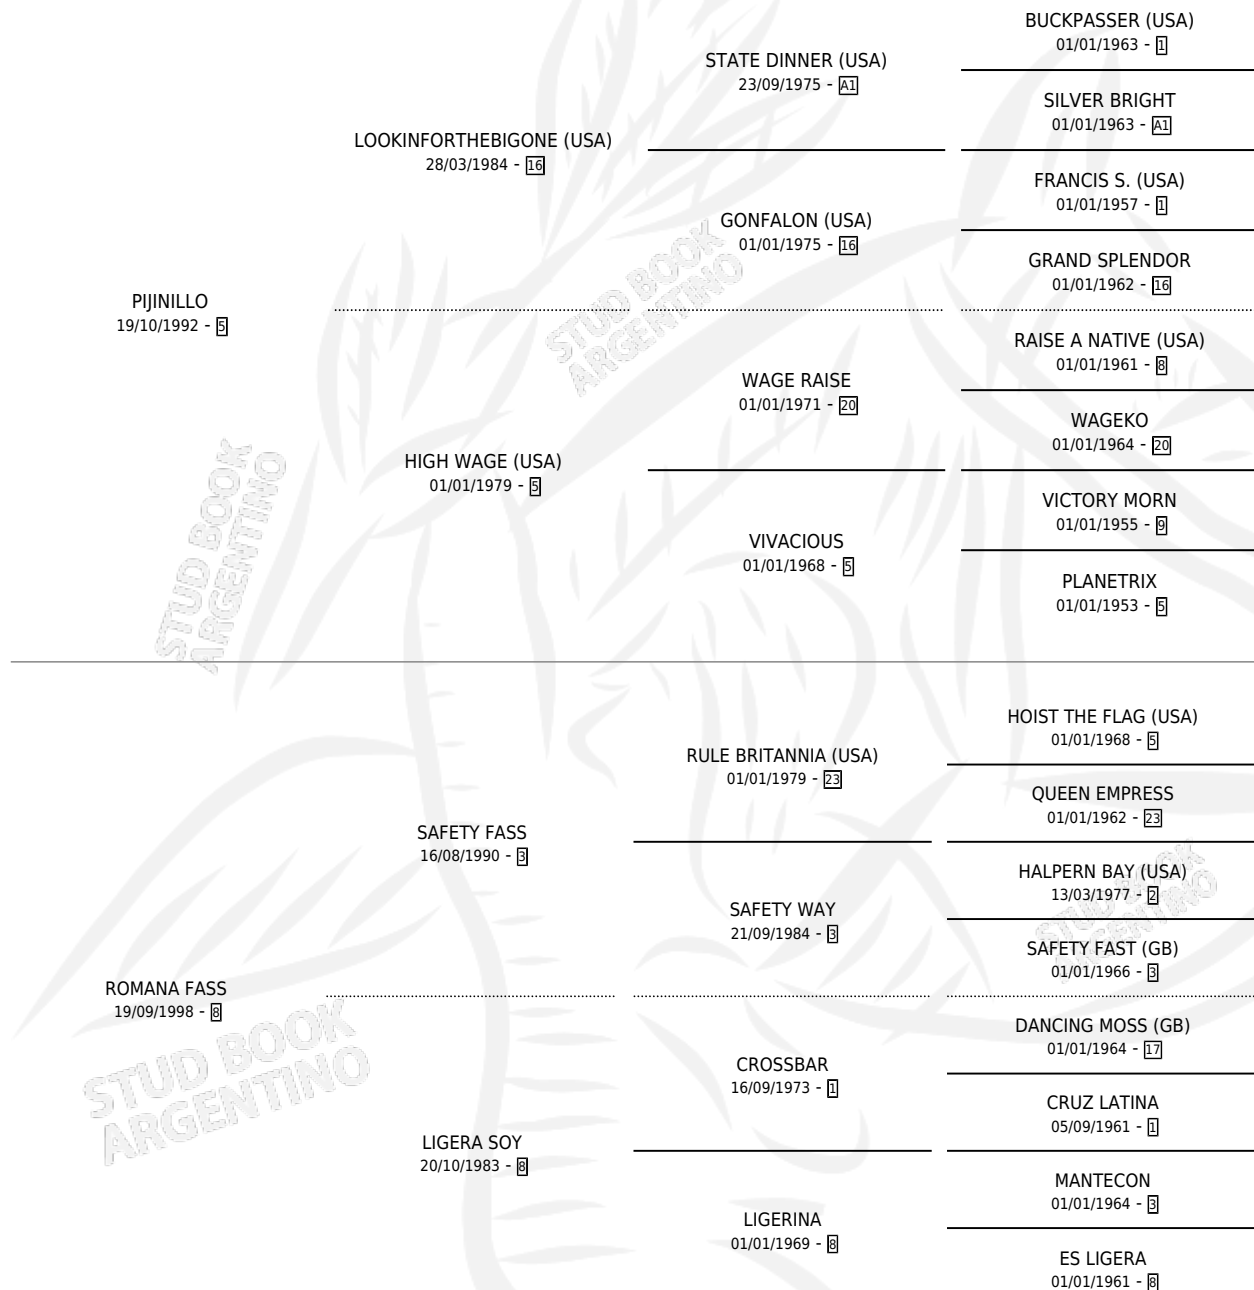 BUCKPASSER (USA)
01/01/1963 - 1
STATE DINNER (USA)
23/09/1975 - A1
SILVER BRIGHT
01/01/1963 - A1
LOOKINFORTHEBIGONE (USA)
28/03/1984 - 16
FRANCIS S. (USA)
01/01/1957 - 1
GONFALON (USA)
01/01/1975 - 16
GRAND SPLENDOR
01/01/1962 - 16
PIJINILLO
19/10/1992 - 5
RAISE A NATIVE (USA)
01/01/1961 - 8
WAGE RAISE
01/01/1971 - 20
WAGEKO
01/01/1964 - 20
HIGH WAGE (USA)
01/01/1979 - 5
VICTORY MORN
01/01/1955 - 9
VIVACIOUS
01/01/1968 - 5
PLANETRIX
01/01/1953 - 5
HOIST THE FLAG (USA)
01/01/1968 - 5
RULE BRITANNIA (USA)
01/01/1979 - 23
QUEEN EMPRESS
01/01/1962 - 23
SAFETY FASS
16/08/1990 - 3
HALPERN BAY (USA)
13/03/1977 - 2
SAFETY WAY
21/09/1984 - 3
SAFETY FAST (GB)
01/01/1966 - 3
ROMANA FASS
19/09/1998 - 8
DANCING MOSS (GB)
01/01/1964 - 17
CROSSBAR
16/09/1973 - 1
CRUZ LATINA
05/09/1961 - 1
LIGERA SOY
20/10/1983 - 8
MANTECON
01/01/1964 - 3
LIGERINA
01/01/1969 - 8
ES LIGERA
01/01/1961 - 8
STUD BOOK
ARGENTINO
STUD BOOK
ARGENTINO
STUD BOOK
ARGENTINO
STUD BOOK
ARGENTINO